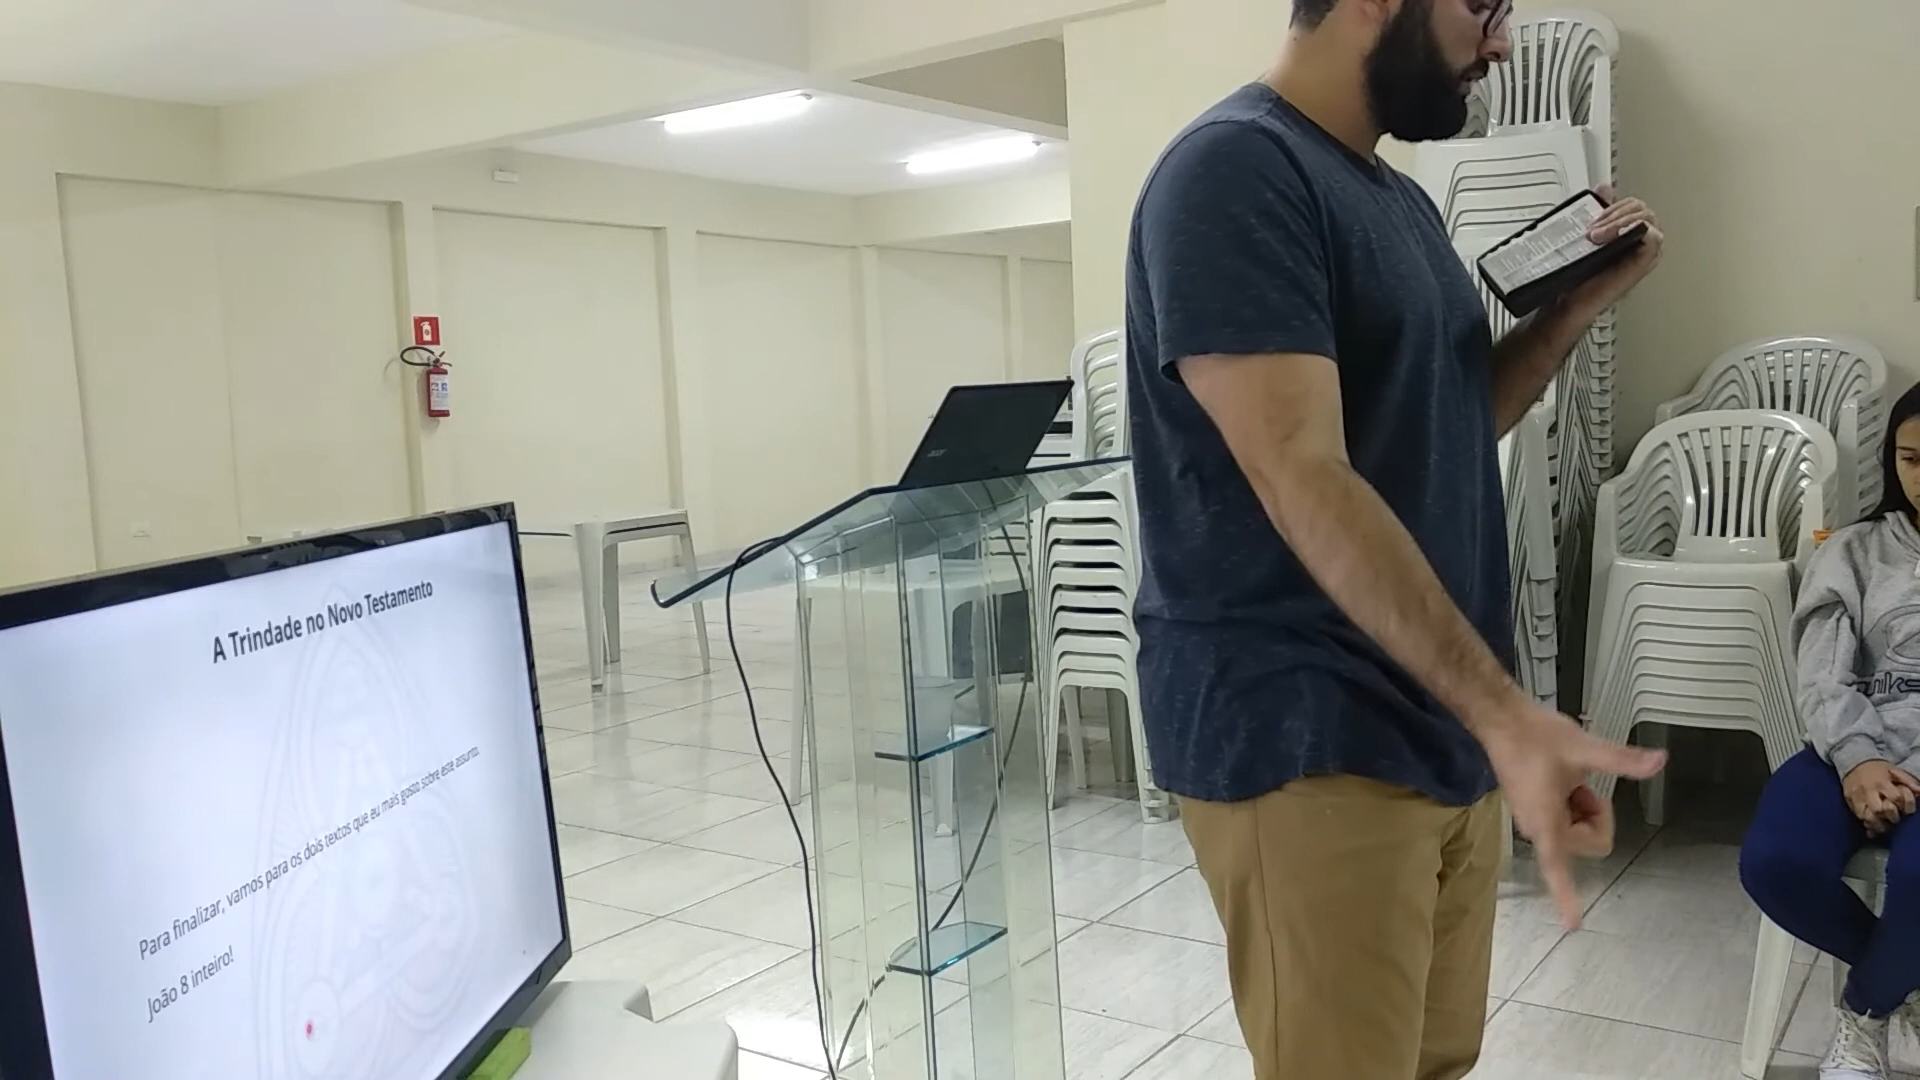 A Trindade no Novo Testamento
Para finalizar, vamos para os dois textos que eu mais gosto sobre este assunto.
João 8 inteiro!
acer